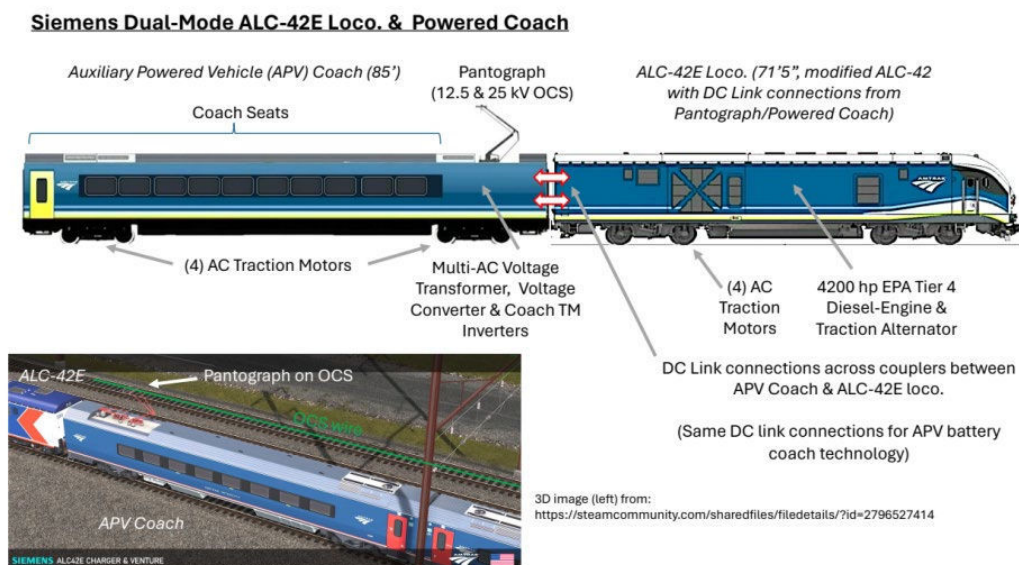 Siemens Dual-Mode ALC-42E Loco. & Powered Coach
Auxiliary Powered Vehicle (APV) Coach (85')
Pantograph
(12.5 & 25 kV OCS)
ALC-42E Loco. (71'5", modified ALC-42
with DC Link connections from
Pantograph/Powered Coach)
Coach Seats
AMTRAK
(4) AC Traction Motors
Multi-AC Voltage
Transformer, Voltage
Converter & Coach TM
Inverters
(4) AC
Traction
Motors
4200 hp EPA Tier 4
Diesel-Engine &
Traction Alternator
DC Link connections across couplers between
APV Coach & ALC-42E loco.
(Same DC link connections for APV battery
coach technology)
ALC-42E
Pantograph on OCS
OCS wire
APV Coach
SIEMENS ALC42E CHARGER & VENTURE
3D image (left) from:
https://steamcommunity.com/sharedfiles/filedetails/?id=2796527414